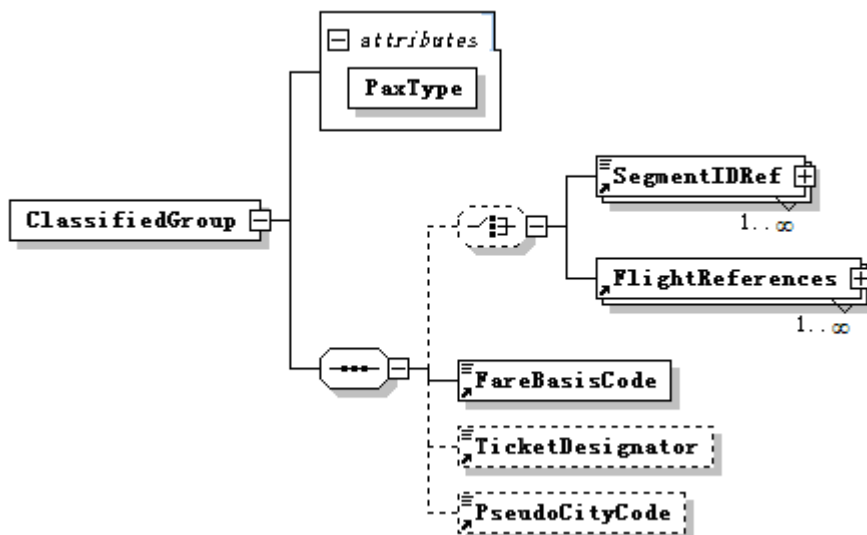 attributes
PaxType
SegmentIDRef
1..∞
ClassifiedGroup
FlightReferences
1..∞
FareBasisCode
TicketDesignator
PseudoCityCode